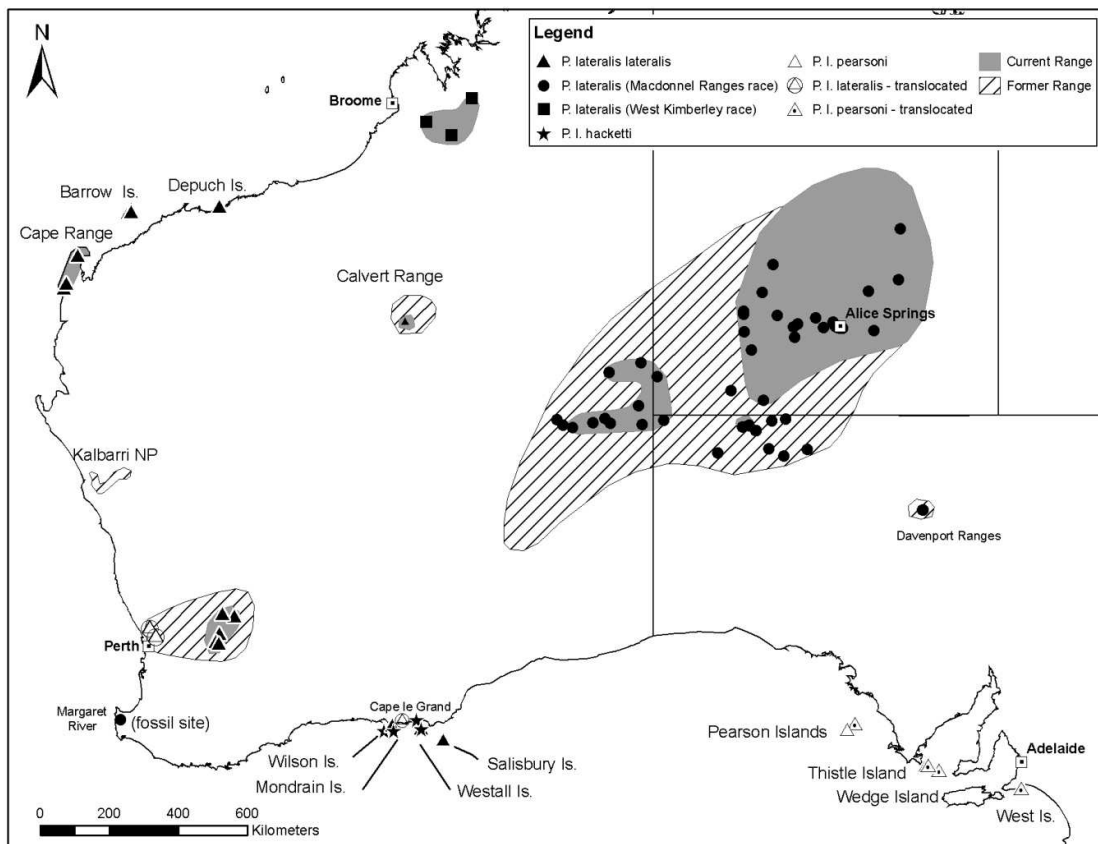 N
Legend
P. lateralis lateralis
P. lateralis (Macdonnel Ranges race)
P. lateralis (West Kimberley race)
P. l. hacketti
P. l. pearsoni
P. l. lateralis - translocated
P. l. pearsoni - translocated
Current Range
Former Range
Broome
Barrow Is.
Depuch Is.
Cape Range
Calvert Range
Alice Springs
Kalbarri NP
Davenport Ranges
Perth
Margaret
River
(fossil site)
Cape le Grand
Wilson Is.
Mondrain Is.
Salisbury Is.
Westall Is.
Pearson Islands
Adelaide
Thistle Island
Wedge Island
West Is.
0 200 400 600
Kilometers